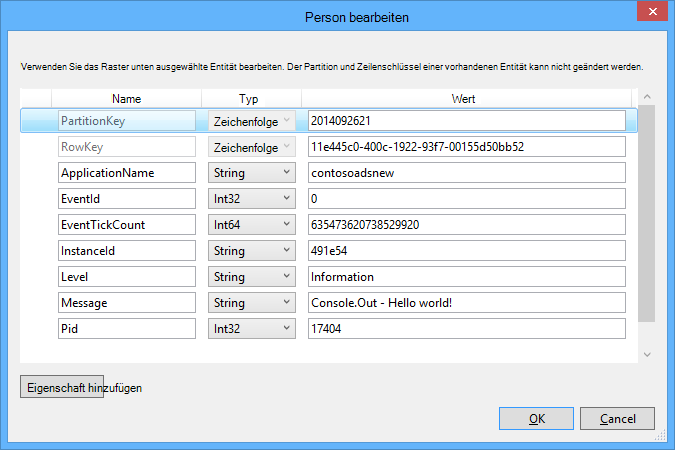 Person bearbeiten
Verwenden Sie das Raster unten ausgewählte Entität bearbeiten. Der Partition und Zeilenschlüssel einer vorhandenen Entität kann nicht geändert werden.
Name Typ Wert
PartitionKey Zeichenfolge 2014092621
RowKey Zeichenfolge 11e445c0-400c-1922-93f7-00155d50bb52
ApplicationName String contosoadsnew
EventId Int32 0
EventTickCount Int64 635473620738529920
InstanceId String 491e54
Level String Information
Message String Console.Out - Hello world!
Pid Int32 17404
Eigenschaft hinzufügen
OK Cancel